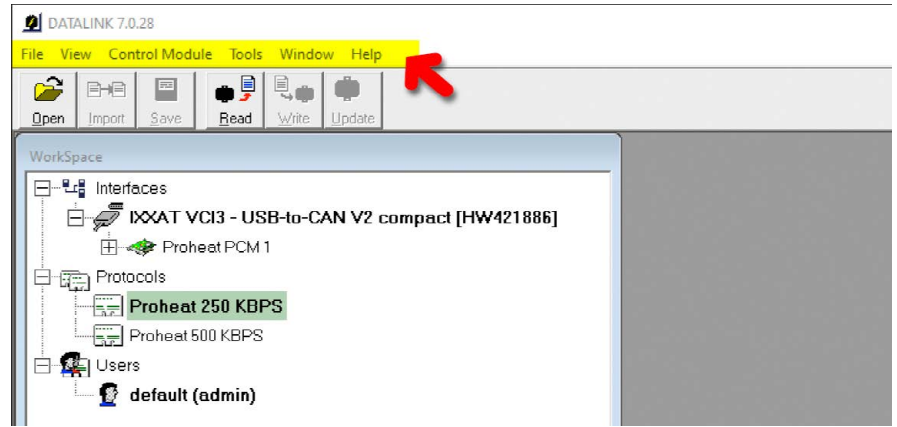 DATALINK 7.0.28
File View Control Module Tools Window Help
Open Import Save Read Write Update
WorkSpace
Interfaces
IXXAT VCI3 - USB-to-CAN V2 compact [HW421886]
Proheat PCM 1
Protocols
Proheat 250 KBPS
Proheat 500 KBPS
Users
default (admin)